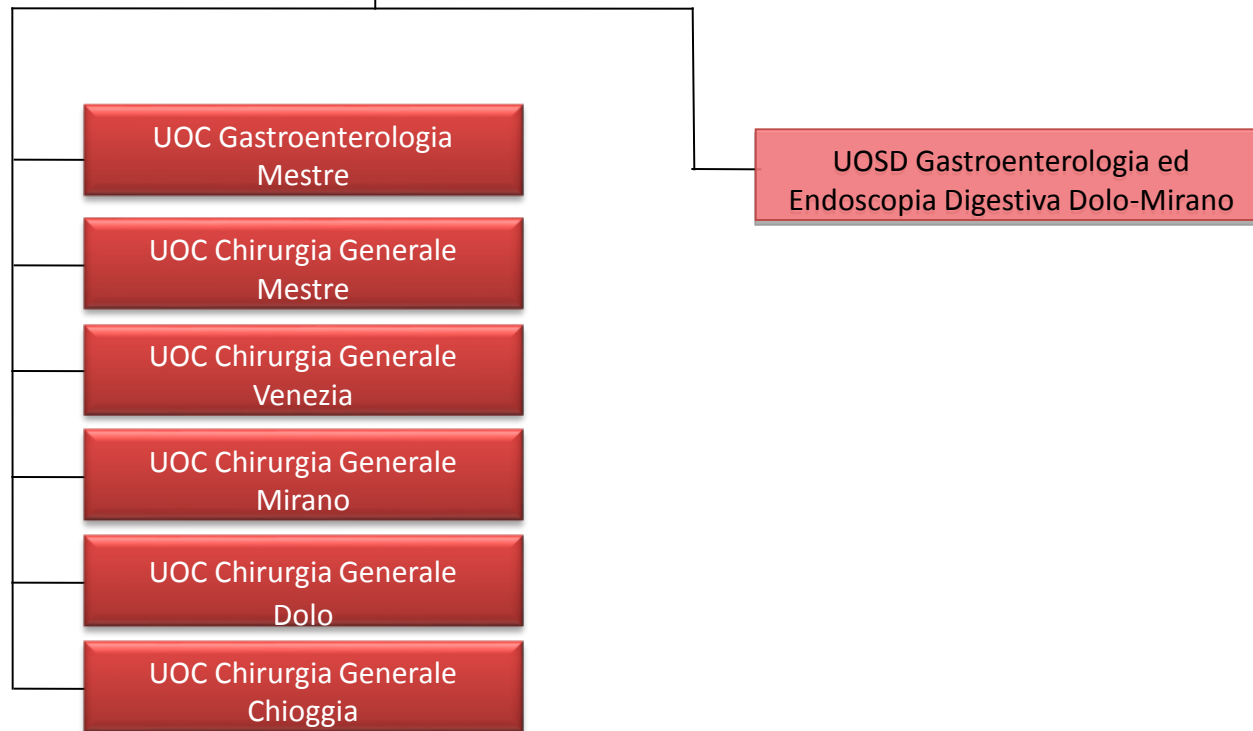 UOC Gastroenterologia
Mestre
UOC Chirurgia Generale
Mestre
UOC Chirurgia Generale
Venezia
UOC Chirurgia Generale
Mirano
UOC Chirurgia Generale
Dolo
UOC Chirurgia Generale
Chioggia
UOSD Gastroenterologia ed
Endoscopia Digestiva Dolo-Mirano